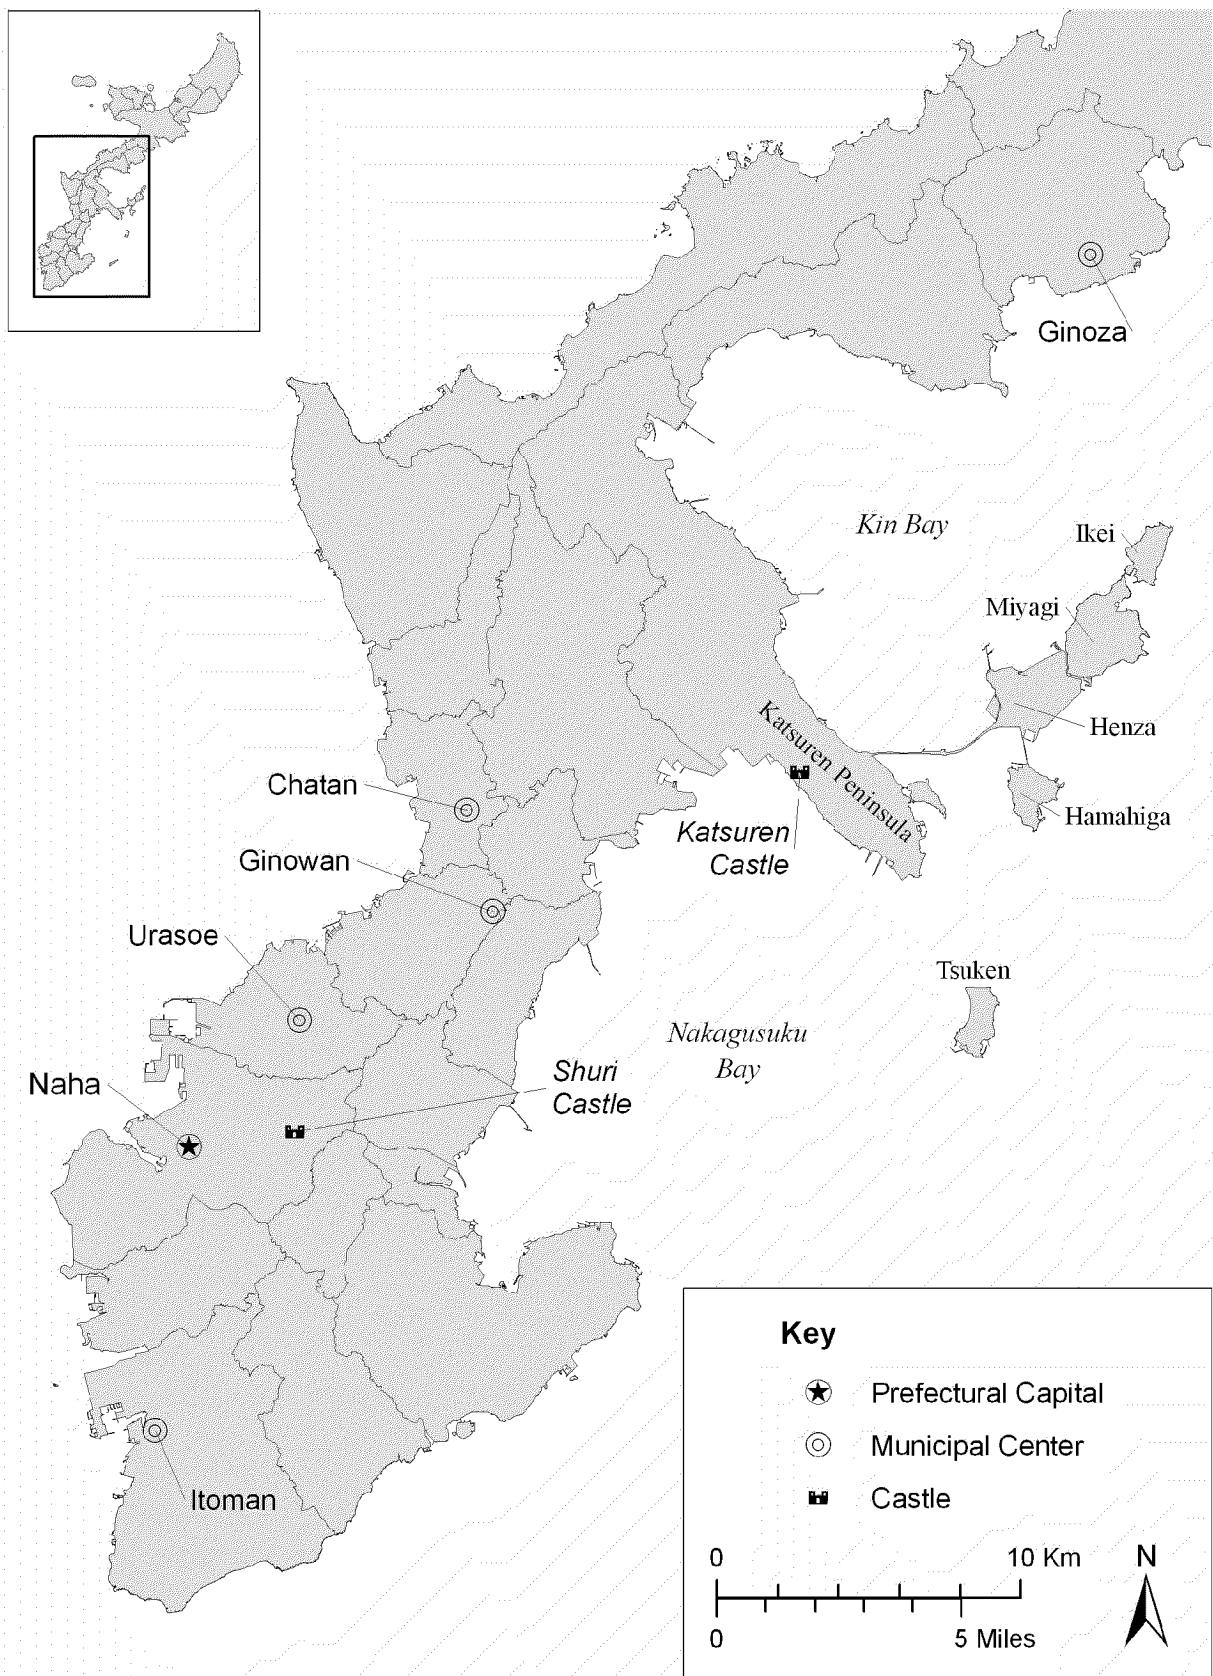 Ginoza
Kin Bay
Ikei
Miyagi
Katsuren Peninsula
Henza
Chatan
Hamahiga
Katsuren
Castle
Ginowan
Urasoe
Tsuken
Nakagusuku
Bay
Shuri
Castle
Naha
Itoman
Key
Prefectural Capital
Municipal Center
Castle
0 10 Km
N
0 5 Miles